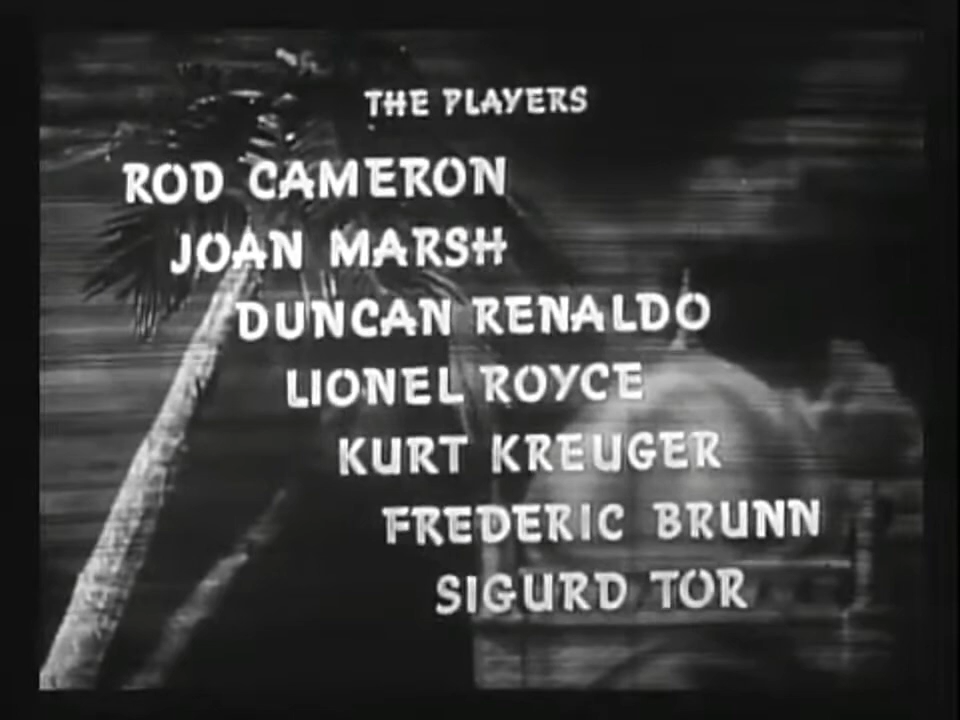 THE PLAYERS
ROD CAMERON
JOAN MARSH
DUNCAN RENALDO
LIONEL ROYCE
KURT KREUGER
FREDERIC BRUNN
SIGURD TOR